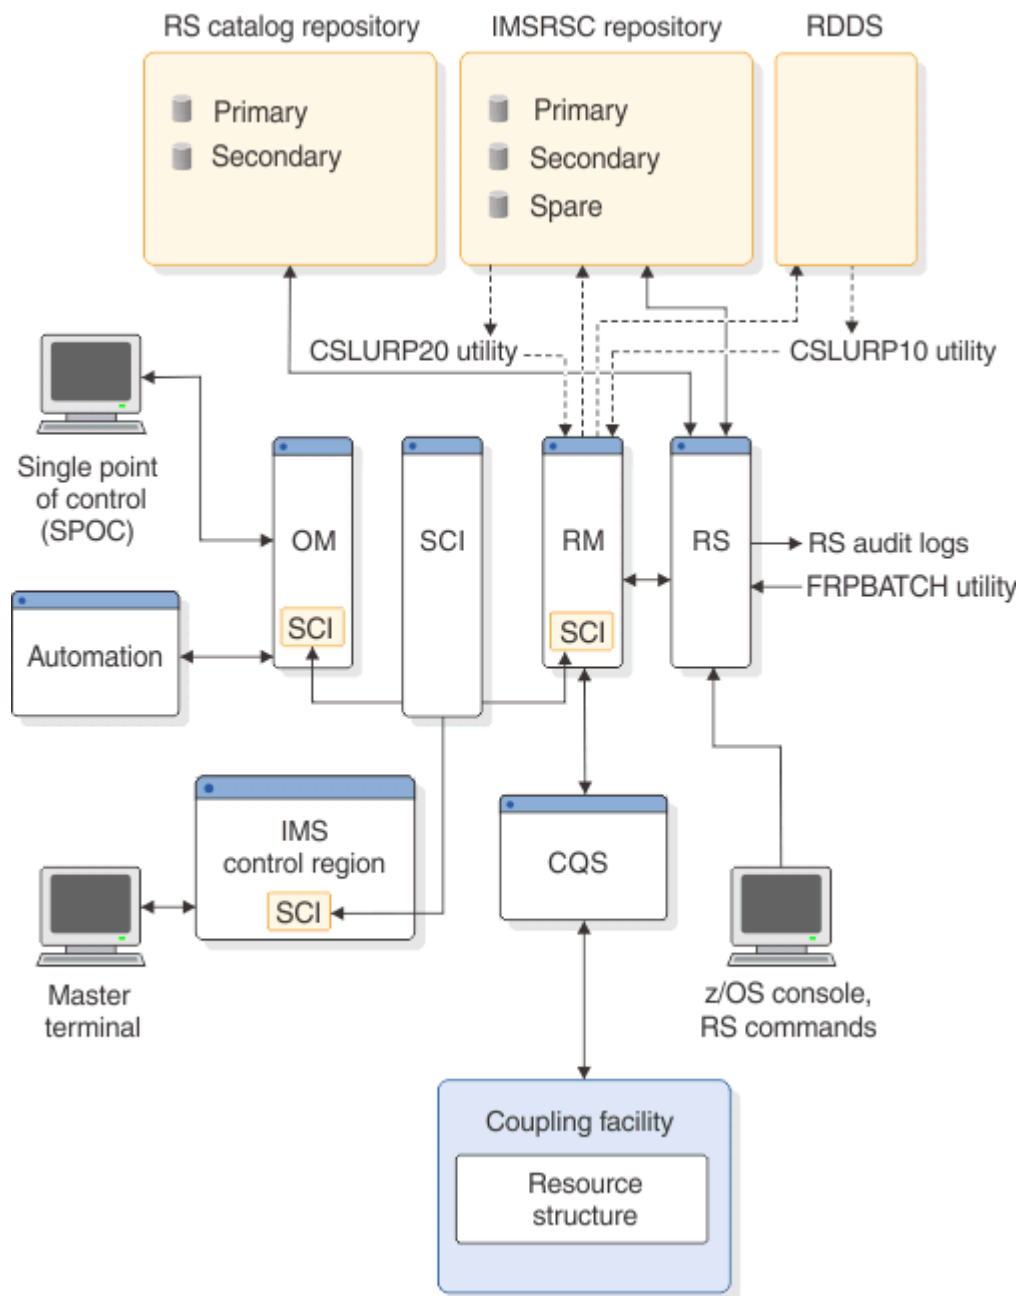 RS catalog repository
IMSRSC repository
RDDS
Primary
Secondary
Primary
Secondary
Spare
CSLURP20 utility
CSLURP10 utility
Single point
of control
(SPOC)
OM
SCI
SCI
RM
SCI
RS
RS audit logs
FRPBATCH utility
Automation
IMS
control region
SCI
CQS
Master
terminal
z/OS console,
RS commands
Coupling facility
Resource
structure